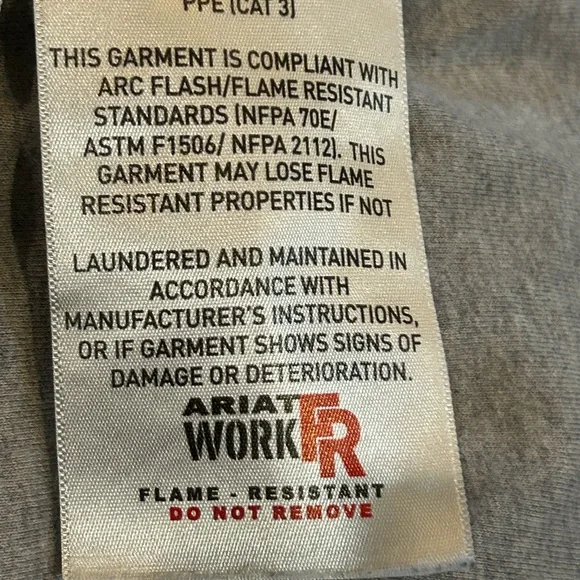 PPE (CAT 3)
THIS GARMENT IS COMPLIANT WITH
ARC FLASH/FLAME RESISTANT
STANDARDS (NFPA 70E/
ASTM F1506/ NFPA 2112). THIS
GARMENT MAY LOSE FLAME
RESISTANT PROPERTIES IF NOT
LAUNDERED AND MAINTAINED IN
ACCORDANCE WITH
MANUFACTURER'S INSTRUCTIONS,
OR IF GARMENT SHOWS SIGNS OF
DAMAGE OR DETERIORATION.
ARIAT
WORK FR
FLAME - RESISTANT
DO NOT REMOVE